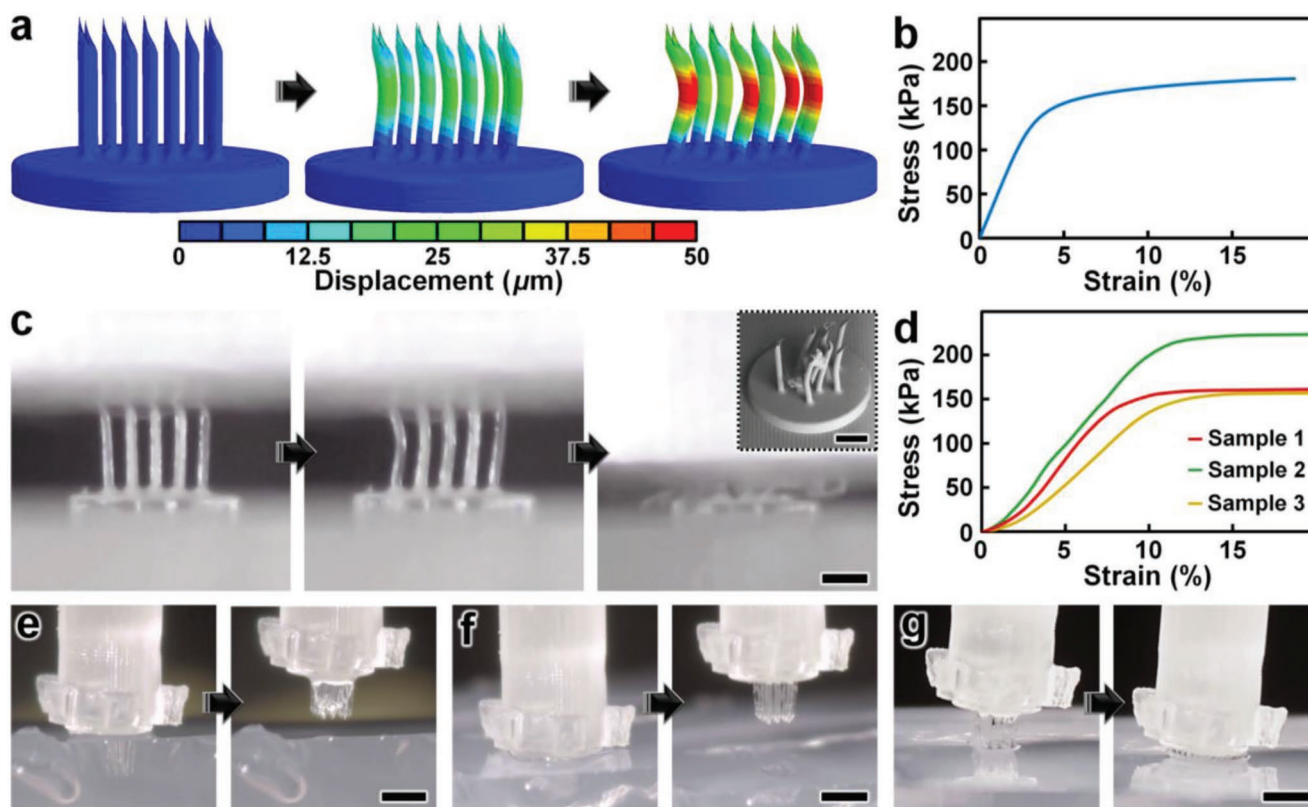 a
0
12.5
25
37.5
50
Displacement (µm)
b
200
150
100
50
0
Stress (kPa)
0
5
10
15
Strain (%)
c
d
200
150
100
50
0
Stress (kPa)
Sample 1
Sample 2
Sample 3
0
5
10
15
Strain (%)
e
f
g